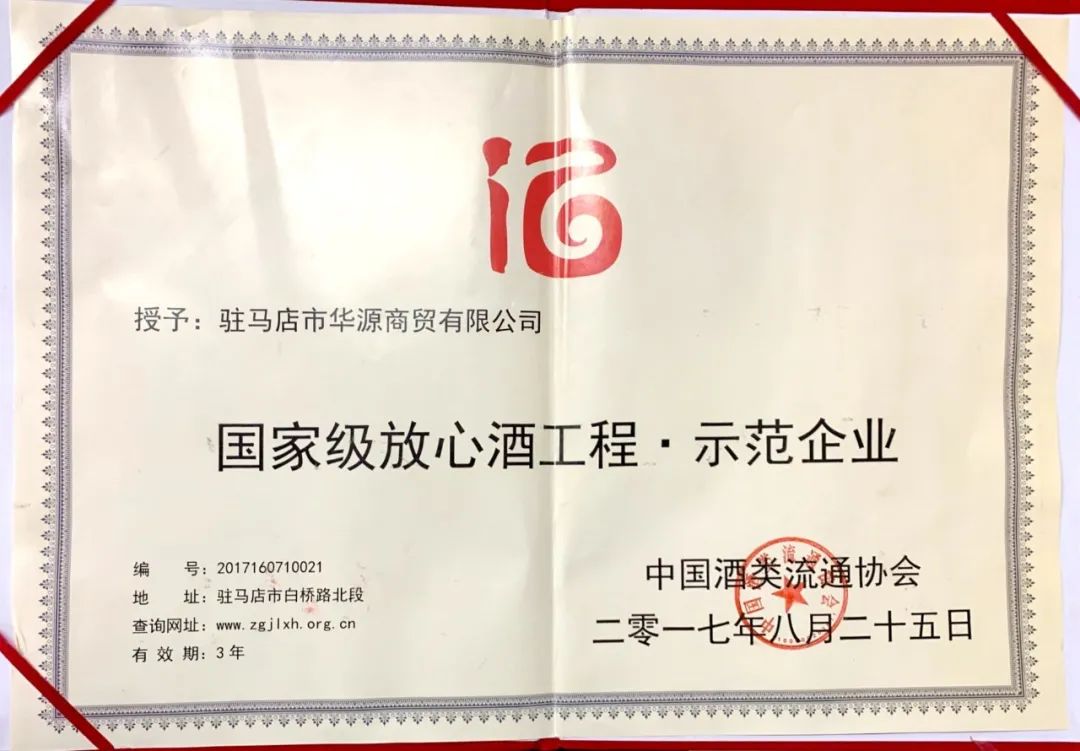 授予：驻马店市华源商贸有限公司
国家级放心酒工程·示范企业
编 号：2017160710021
地 址：驻马店市白桥路北段
查询网址：www.zgjlxh.org.cn
有 效 期：3年
中国酒类流通协会
二零一七年八月二十五日